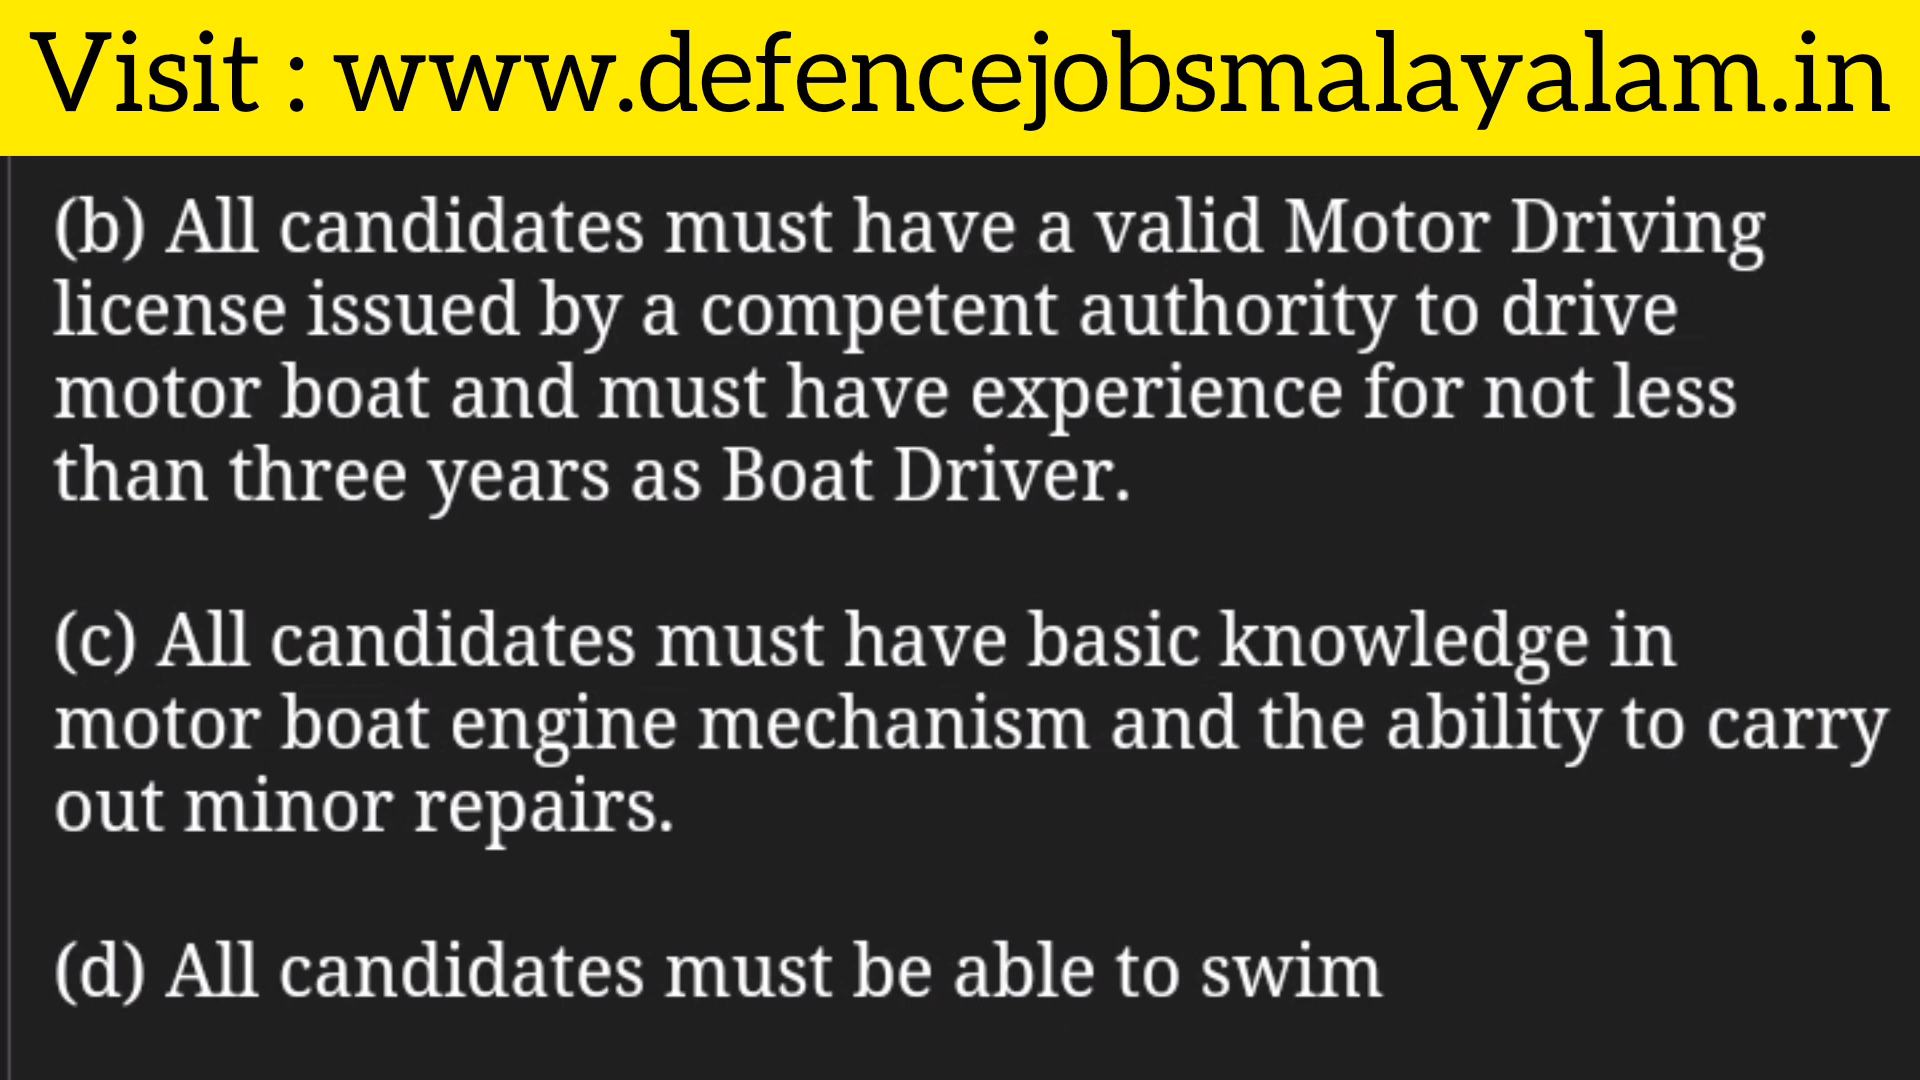 Visit : www.defencejobsmalayalam.in
(b) All candidates must have a valid Motor Driving
license issued by a competent authority to drive
motor boat and must have experience for not less
than three years as Boat Driver.
(c) All candidates must have basic knowledge in
motor boat engine mechanism and the ability to carry
out minor repairs.
(d) All candidates must be able to swim